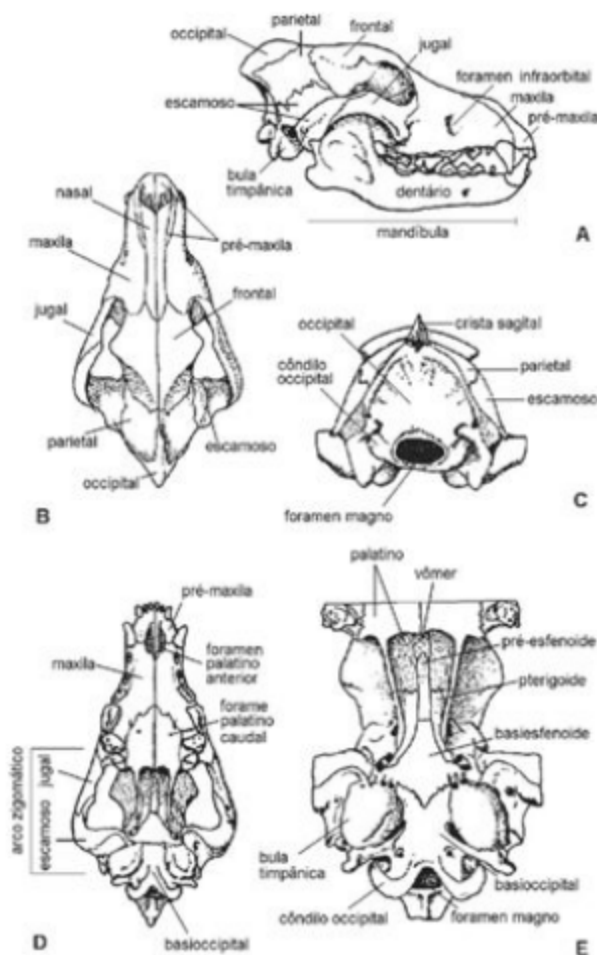 parietal
frontal
occipital
jugal
foramen infraorbital
maxila
pré-maxila
escamoso
bula
timpânica
dentário
mandíbula
A
nasal
maxila
pré-maxila
jugal
frontal
parietal
escamoso
occipital
B
occipital
crista sagital
côndilo
occipital
parietal
escamoso
foramen magno
C
pré-maxila
foramen
palatino
anterior
maxila
forame
palatino
caudal
arco zigomático
jugal
escamoso
basioccipital
D
palatino
vômer
pré-esfenoide
pterigoide
basiesfenoide
bula
timpânica
basioccipital
côndilo occipital
foramen magno
E